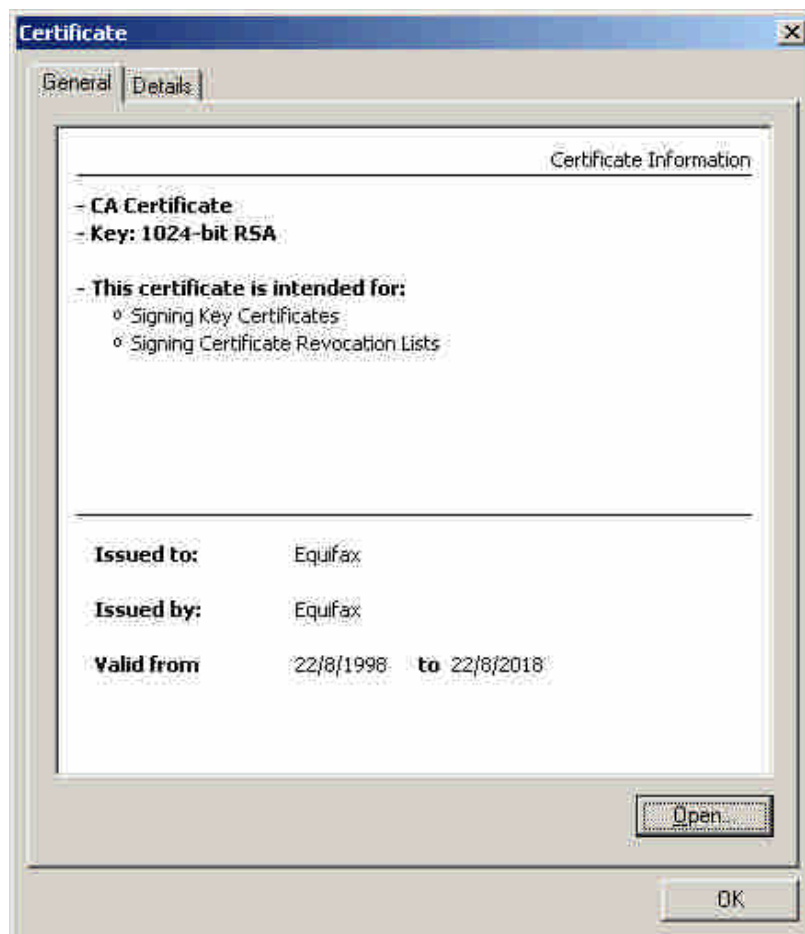 Certificate
General Details
Certificate Information
- CA Certificate
- Key: 1024-bit RSA
- This certificate is intended for:
o Signing Key Certificates
o Signing Certificate Revocation Lists
Issued to: Equifax
Issued by: Equifax
Valid from 22/8/1998 to 22/8/2018
Open...
OK